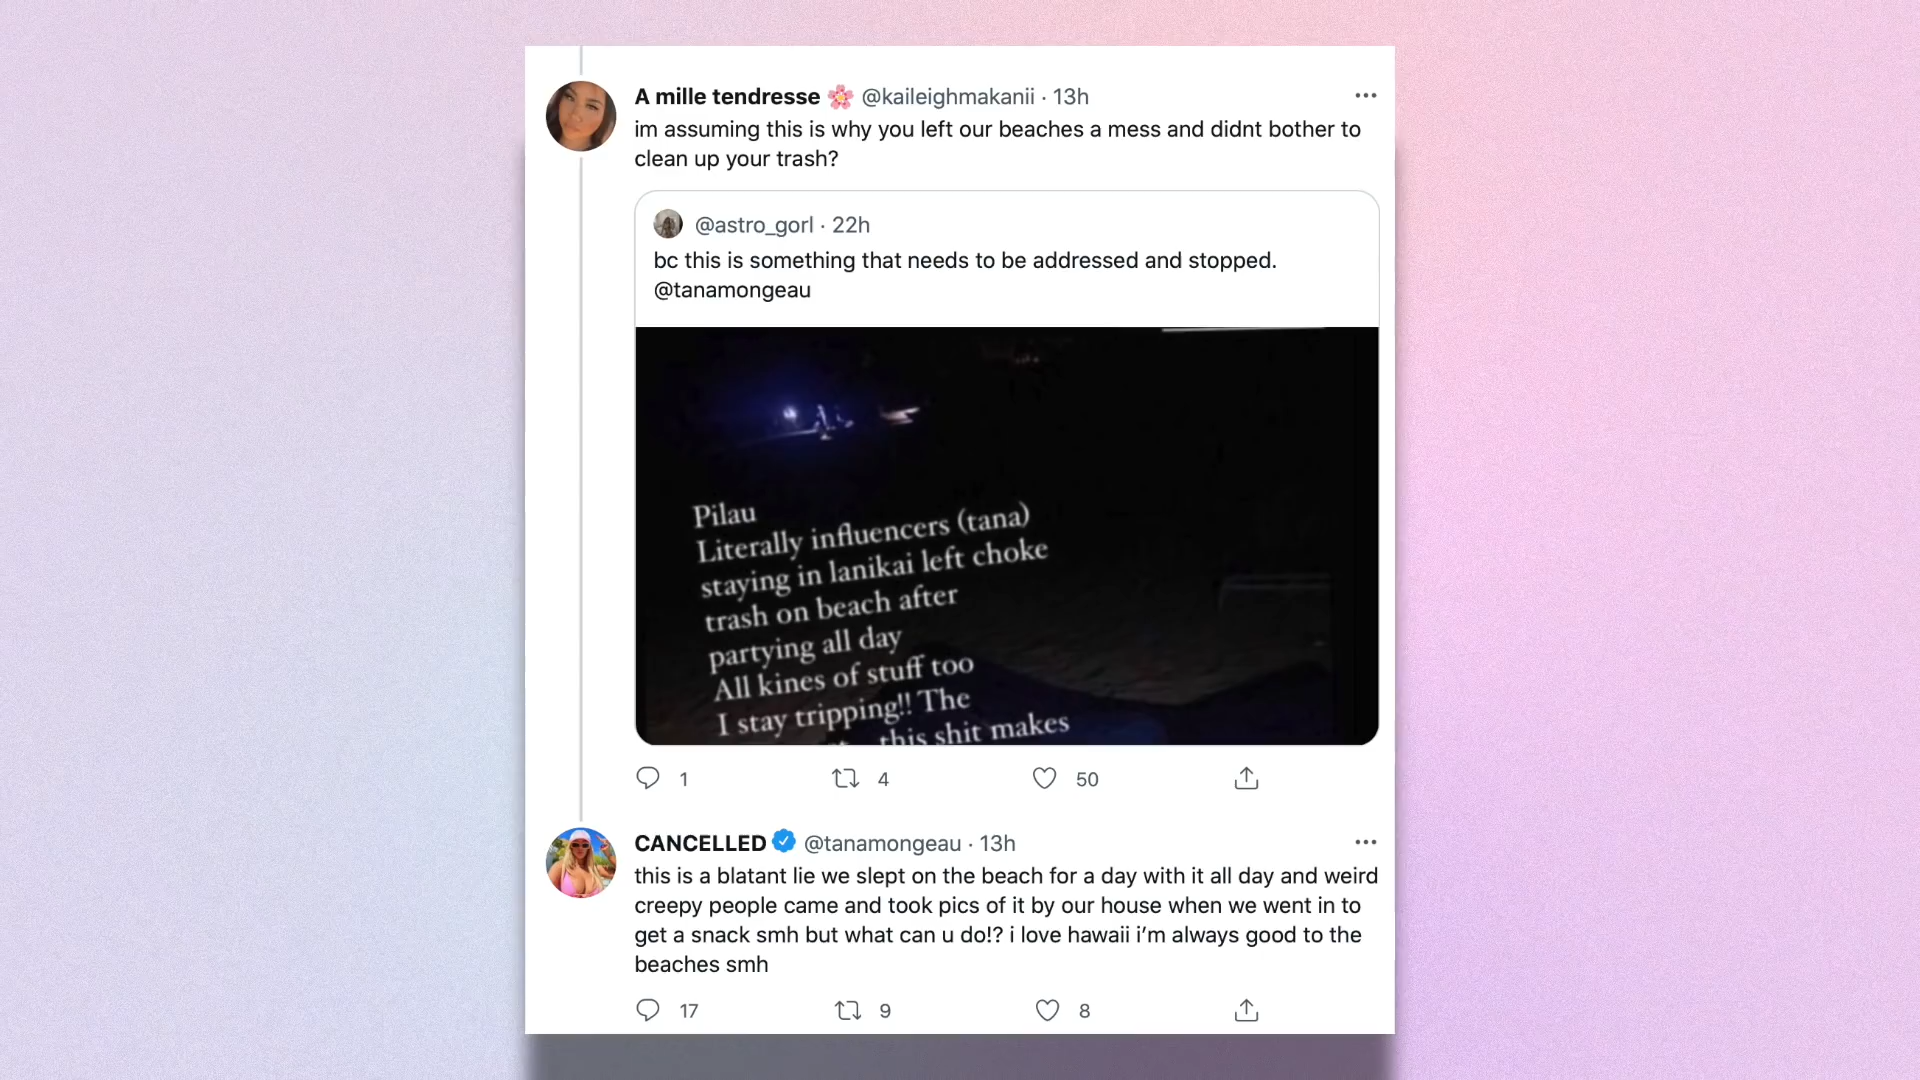 A mille tendresse 🌸 @kaileighmakanii · 13h
im assuming this is why you left our beaches a mess and didnt bother to
clean up your trash?
@astro_gorl · 22h
bc this is something that needs to be addressed and stopped.
@tanamongeau
Pilau
Literally influencers (tana)
staying in lanikai left choke
trash on beach after
partying all day
All kines of stuff too
I stay tripping!! The
this shit makes
1 4 50
CANCELLED @tanamongeau · 13h
this is a blatant lie we slept on the beach for a day with it all day and weird
creepy people came and took pics of it by our house when we went in to
get a snack smh but what can u do!? i love hawaii i’m always good to the
beaches smh
17 9 8